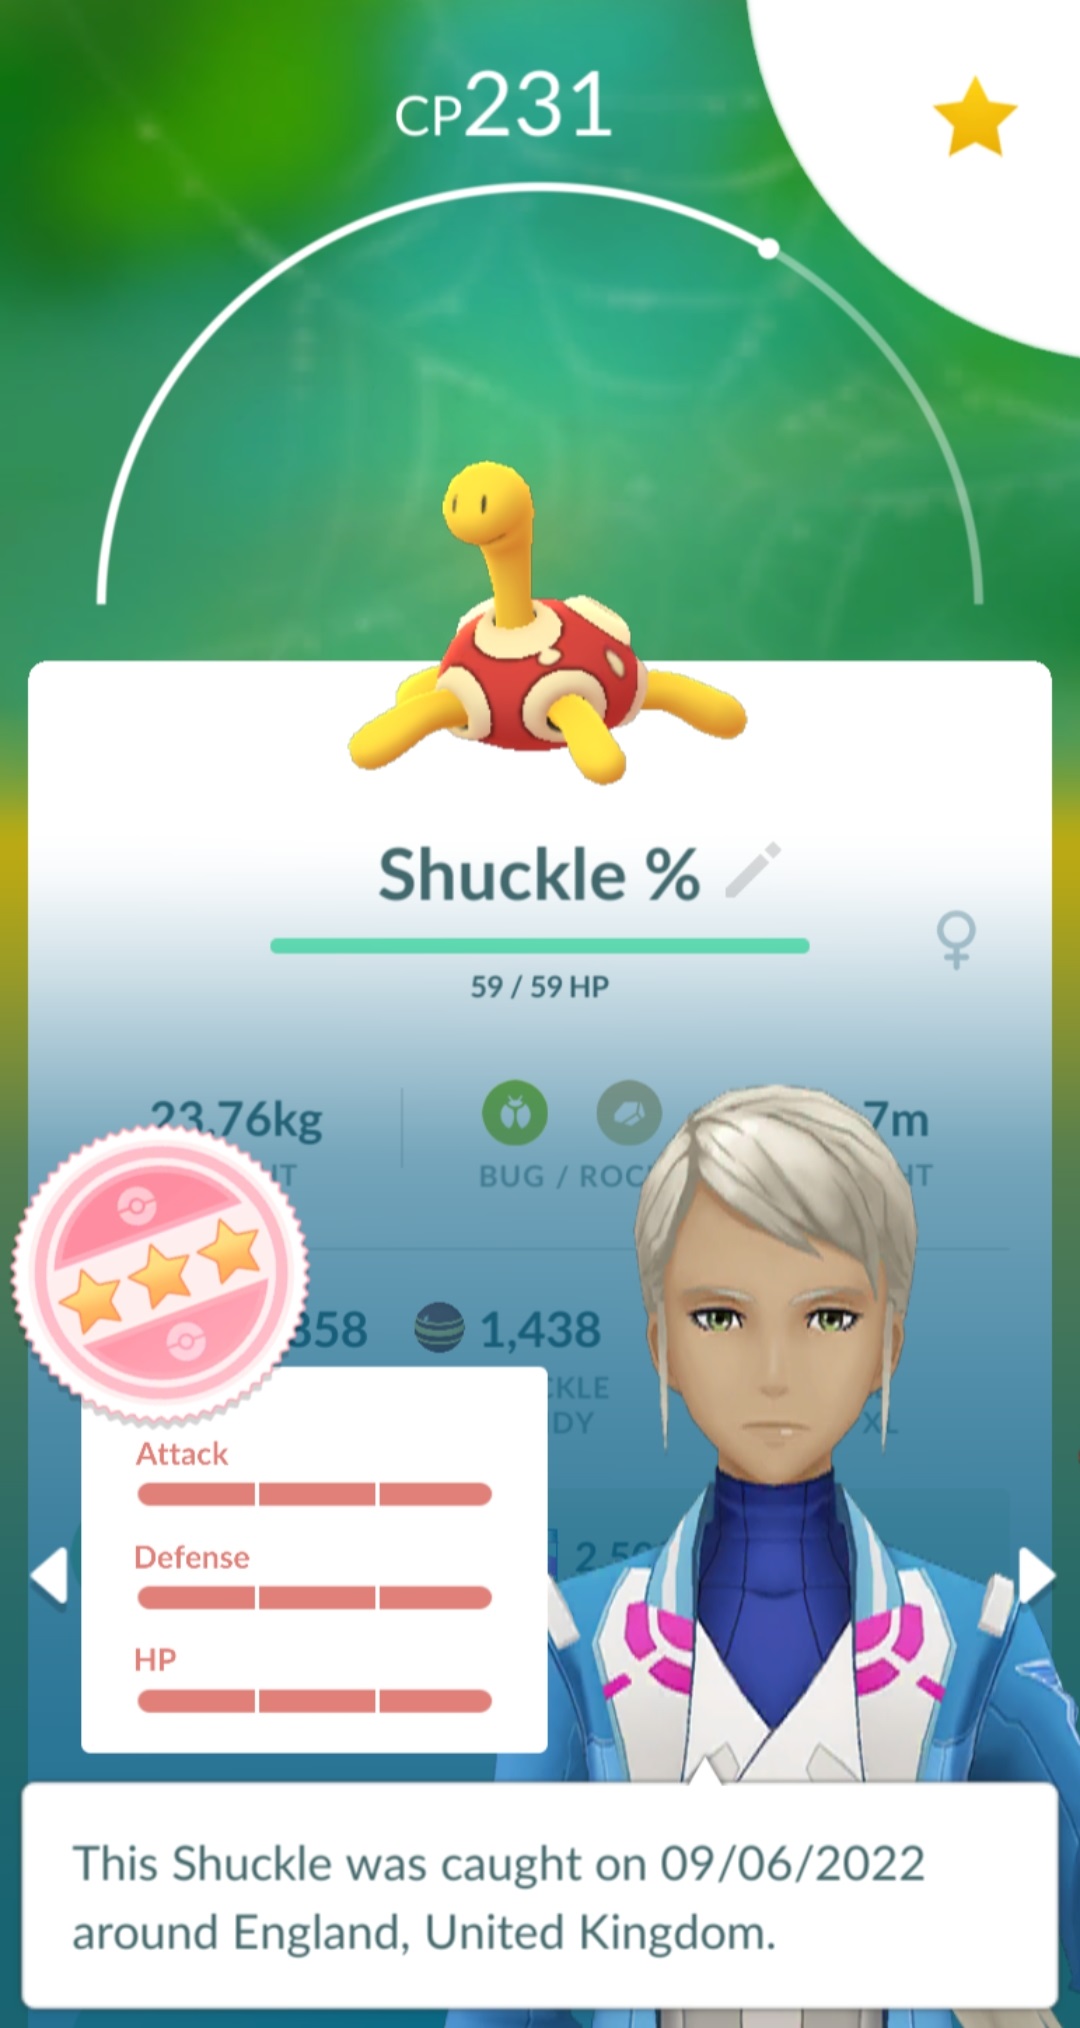 CP231
Shuckle %
59 / 59 HP
23.76kg
7m
BUG /
358
1,438
XL
Attack
Defense
HP
This Shuckle was caught on 09/06/2022
around England, United Kingdom.